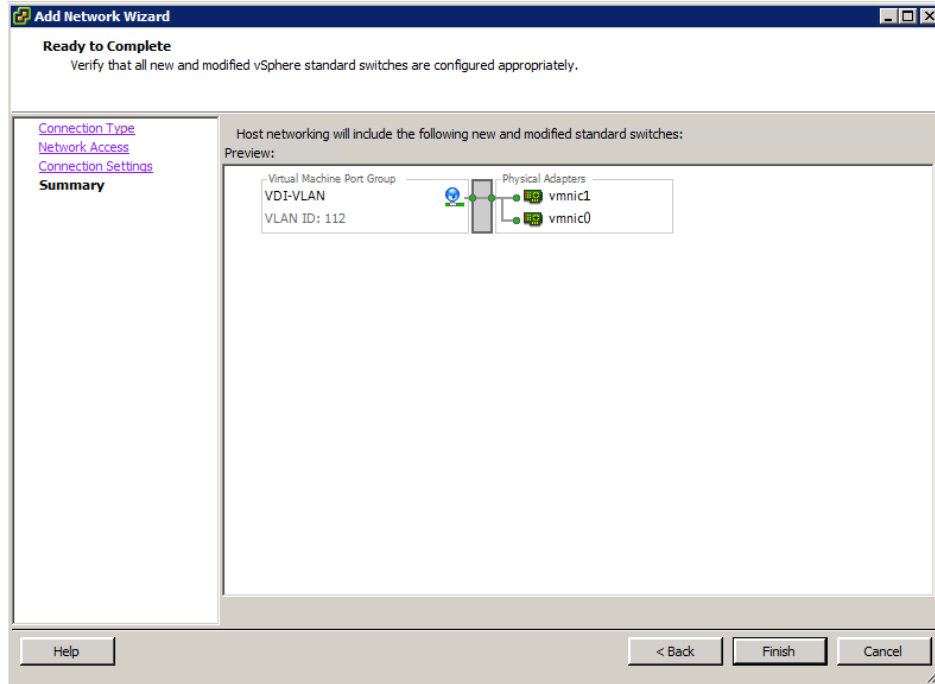 Add Network Wizard
Ready to Complete
Verify that all new and modified vSphere standard switches are configured appropriately.
Connection Type
Network Access
Connection Settings
Summary
Host networking will include the following new and modified standard switches:
Preview:
Virtual Machine Port Group
VDI-VLAN
VLAN ID: 112
Physical Adapters
vmnic1
vmnic0
Help
< Back
Finish
Cancel